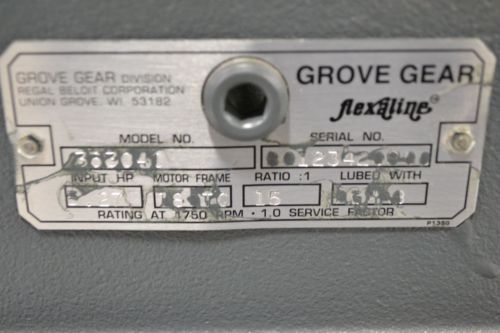 GROVE GEAR DIVISION
REGAL BELOIT CORPORATION
UNION GROVE, WI. 53182
GROVE GEAR
flexaline®
MODEL NO. SERIAL NO.
INPUT HP MOTOR FRAME RATIO :1 LUBED WITH
15
RATING AT 1750 RPM • 1.0 SERVICE FACTOR
P1380